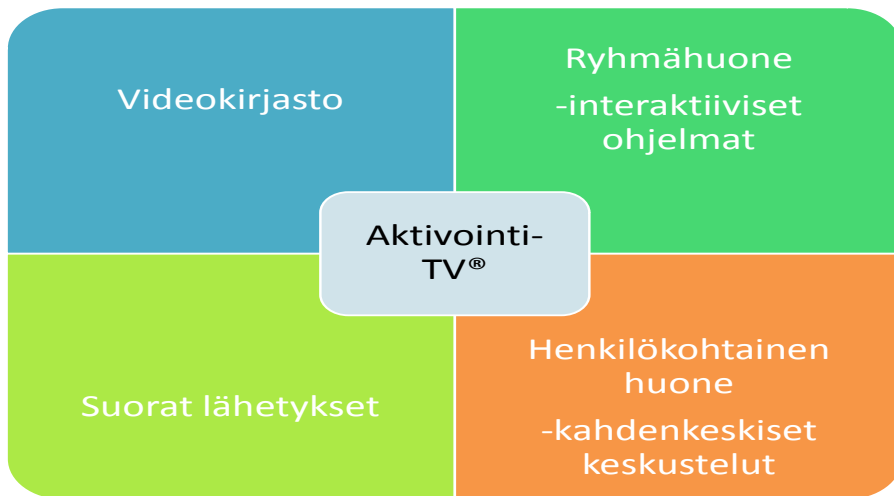 Videokirjasto
Ryhmähuone
-interaktiiviset
ohjelmat
Aktivointi-
TV®
Suorat lähetykset
Henkilökohtainen
huone
-kahdenkeskiset
keskustelut